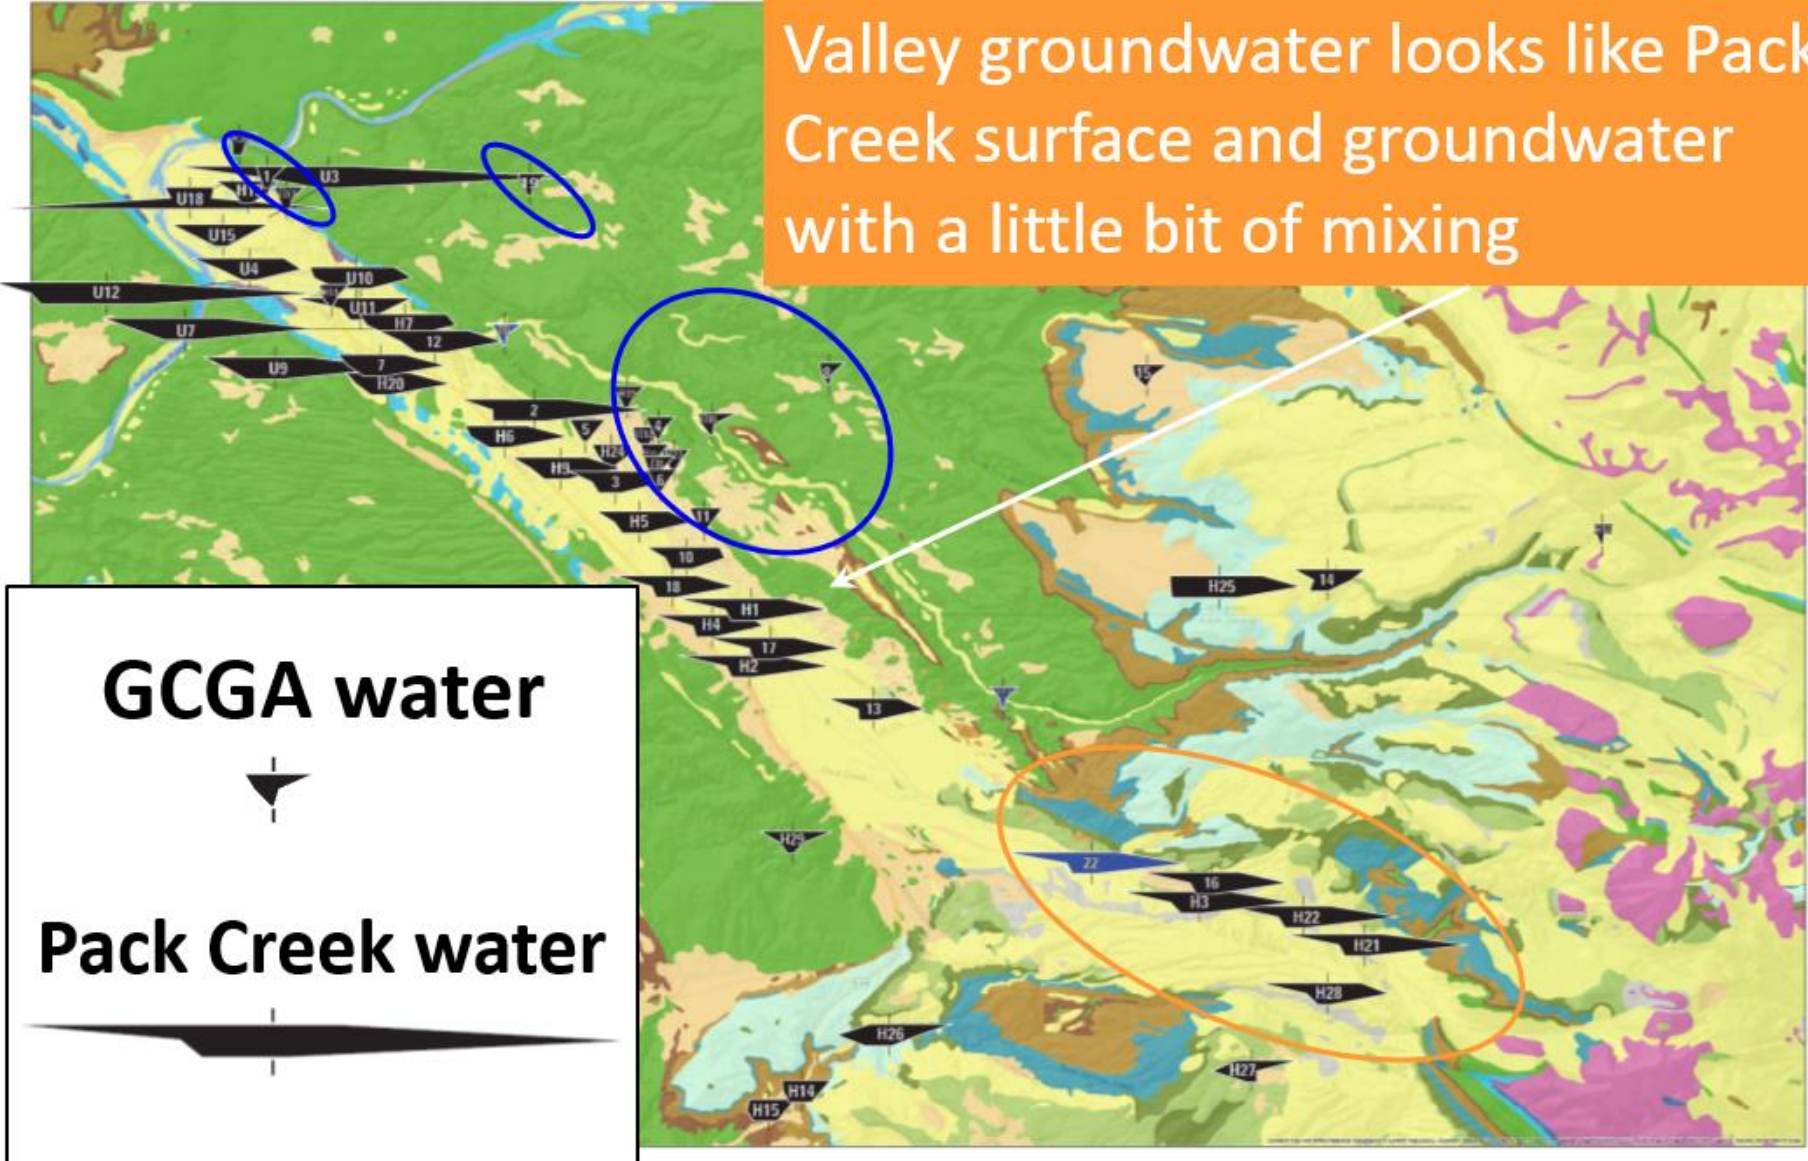 Valley groundwater looks like Pack
Creek surface and groundwater
with a little bit of mixing
U3
U18
U15
U4
U10
U12
U11
H7
U7
12
U9
7
H20
2
H6
5
H24
H9
3
6
H5
11
10
18
H1
H4
17
H2
13
15
H25
14
H29
22
16
H3
H22
H21
H28
H26
H27
H14
H15
GCGA water
Pack Creek water